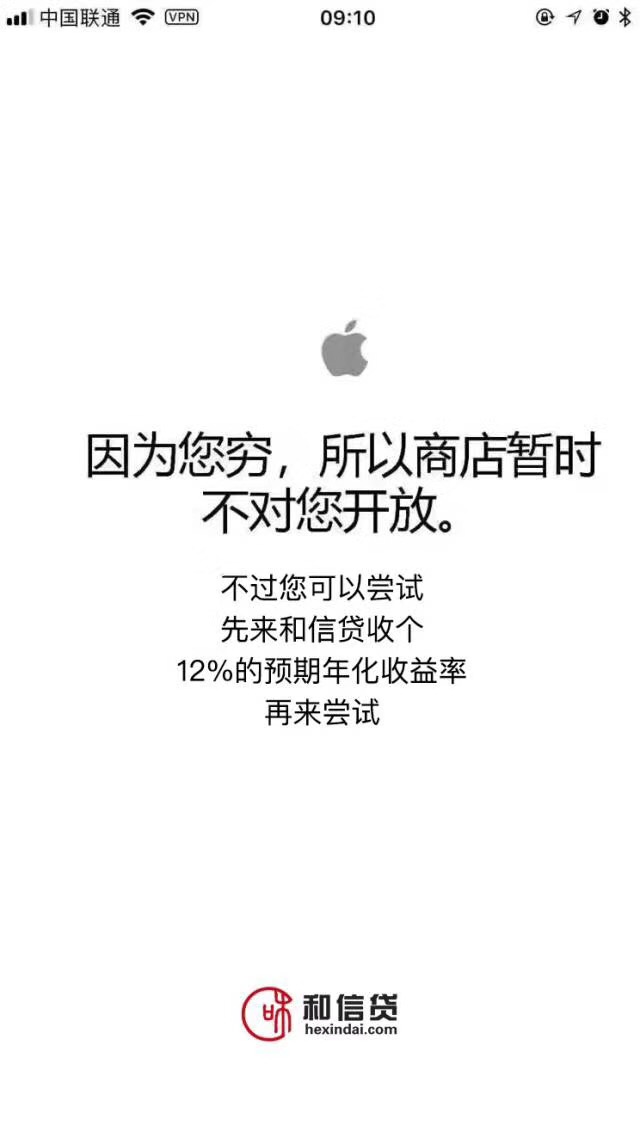 中国联通 VPN 09:10
因为您穷，所以商店暂时
不对您开放。
不过您可以尝试
先来和信贷收个
12%的预期年化收益率
再来尝试
和信贷
hexindai.com